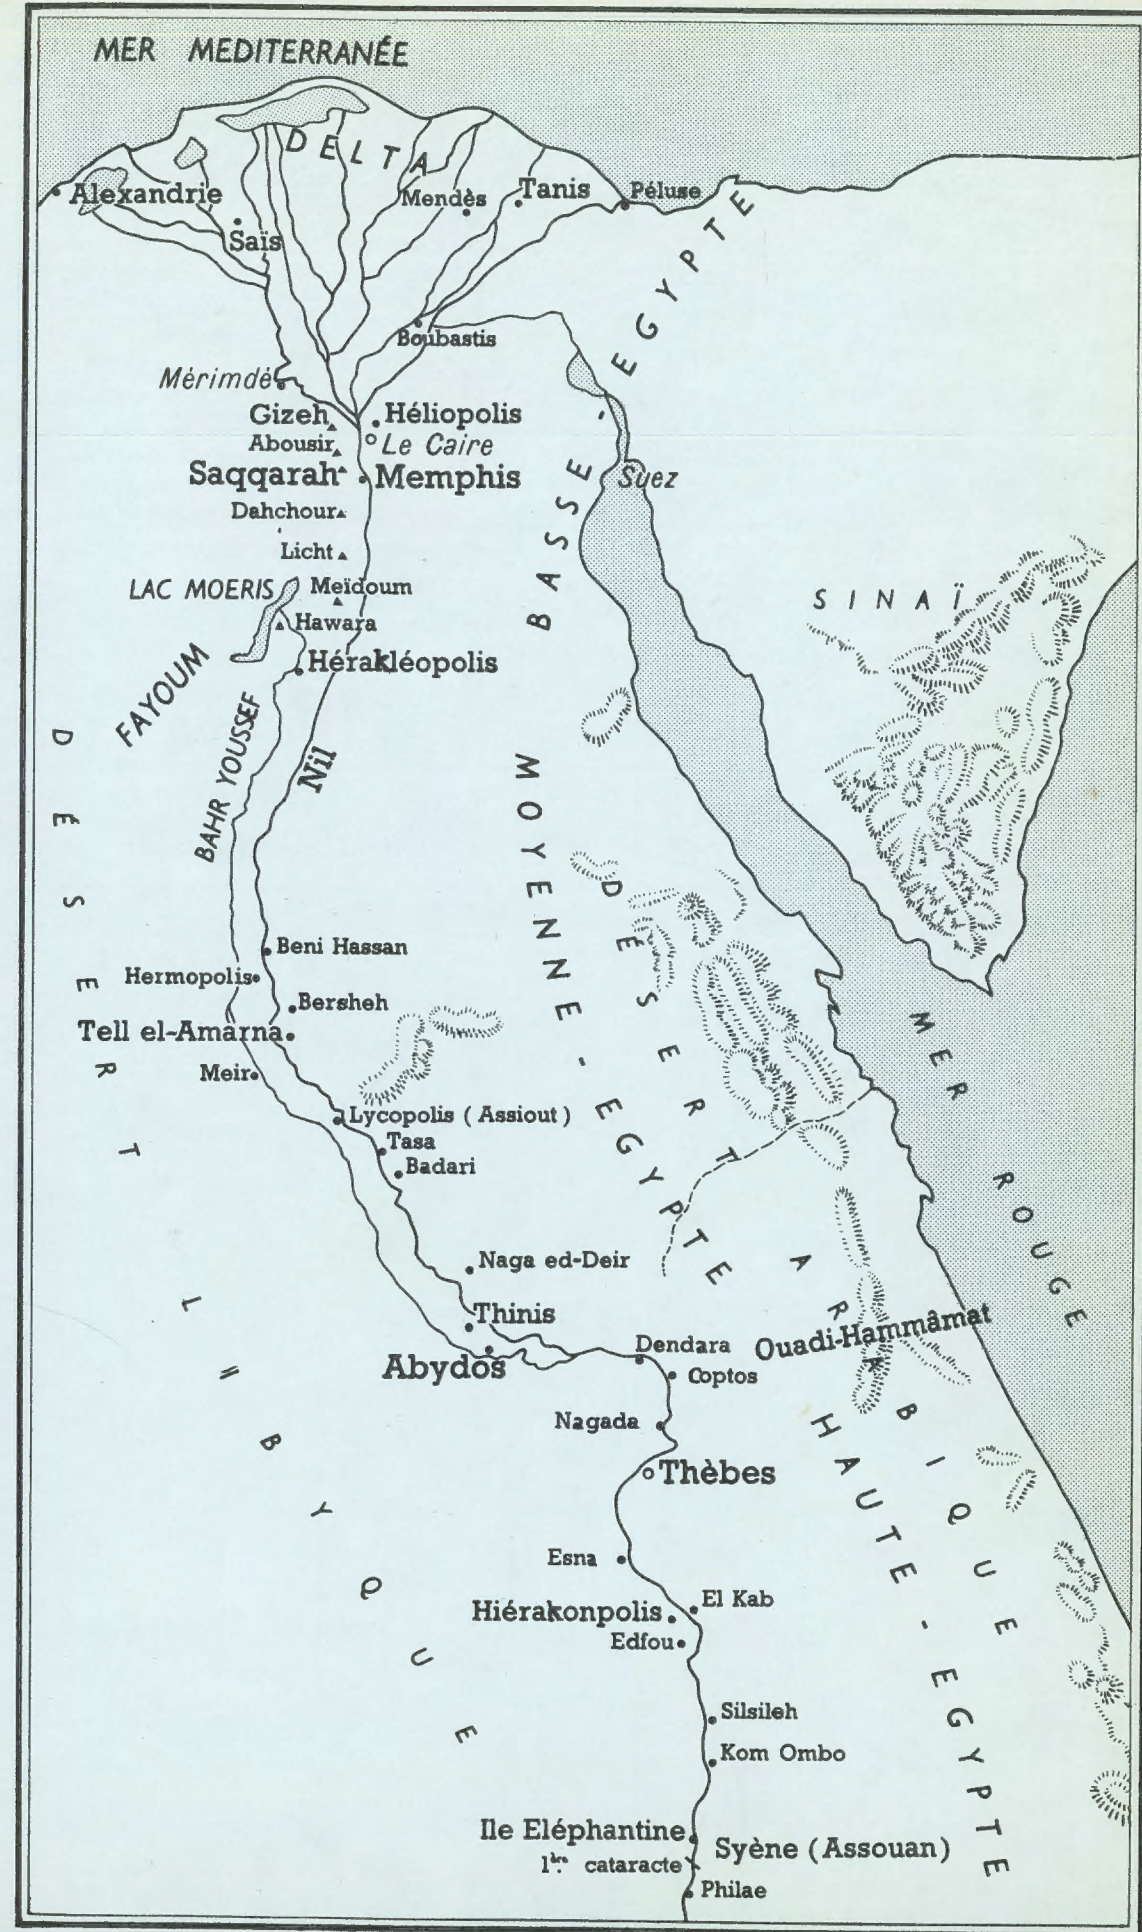 MER MEDITERRANÉE
DELTA
Alexandrie
Saïs
Mendès
Tanis
Péluse
Boubastis
BASSE - EGYPTE
Mérimdé
Gizeh
Héliopolis
Abousir
Le Caire
Saqqarah
Memphis
Suez
Dahchour
Licht
LAC MOERIS
Meïdoum
SINAÏ
Hawara
Hérakléopolis
FAYOUM
BAHR YOUSSEF
Nil
MOYENNE - EGYPTE
DÉSERT LIBYQUE
DÉSERT ARABIQUE
Beni Hassan
Hermopolis
Bersheh
Tell el-Amarna
Meir
MER ROUGE
Lycopolis (Assiout)
Tasa
Badari
Naga ed-Deir
Thinis
Abydos
Dendara
Ouadi-Hammâmat
Coptos
Nagada
HAUTE - EGYPTE
Thèbes
Esna
El Kab
Hiérakonpolis
Edfou
Silsileh
Kom Ombo
Ile Eléphantine
Syène (Assouan)
1ère cataracte
Philae